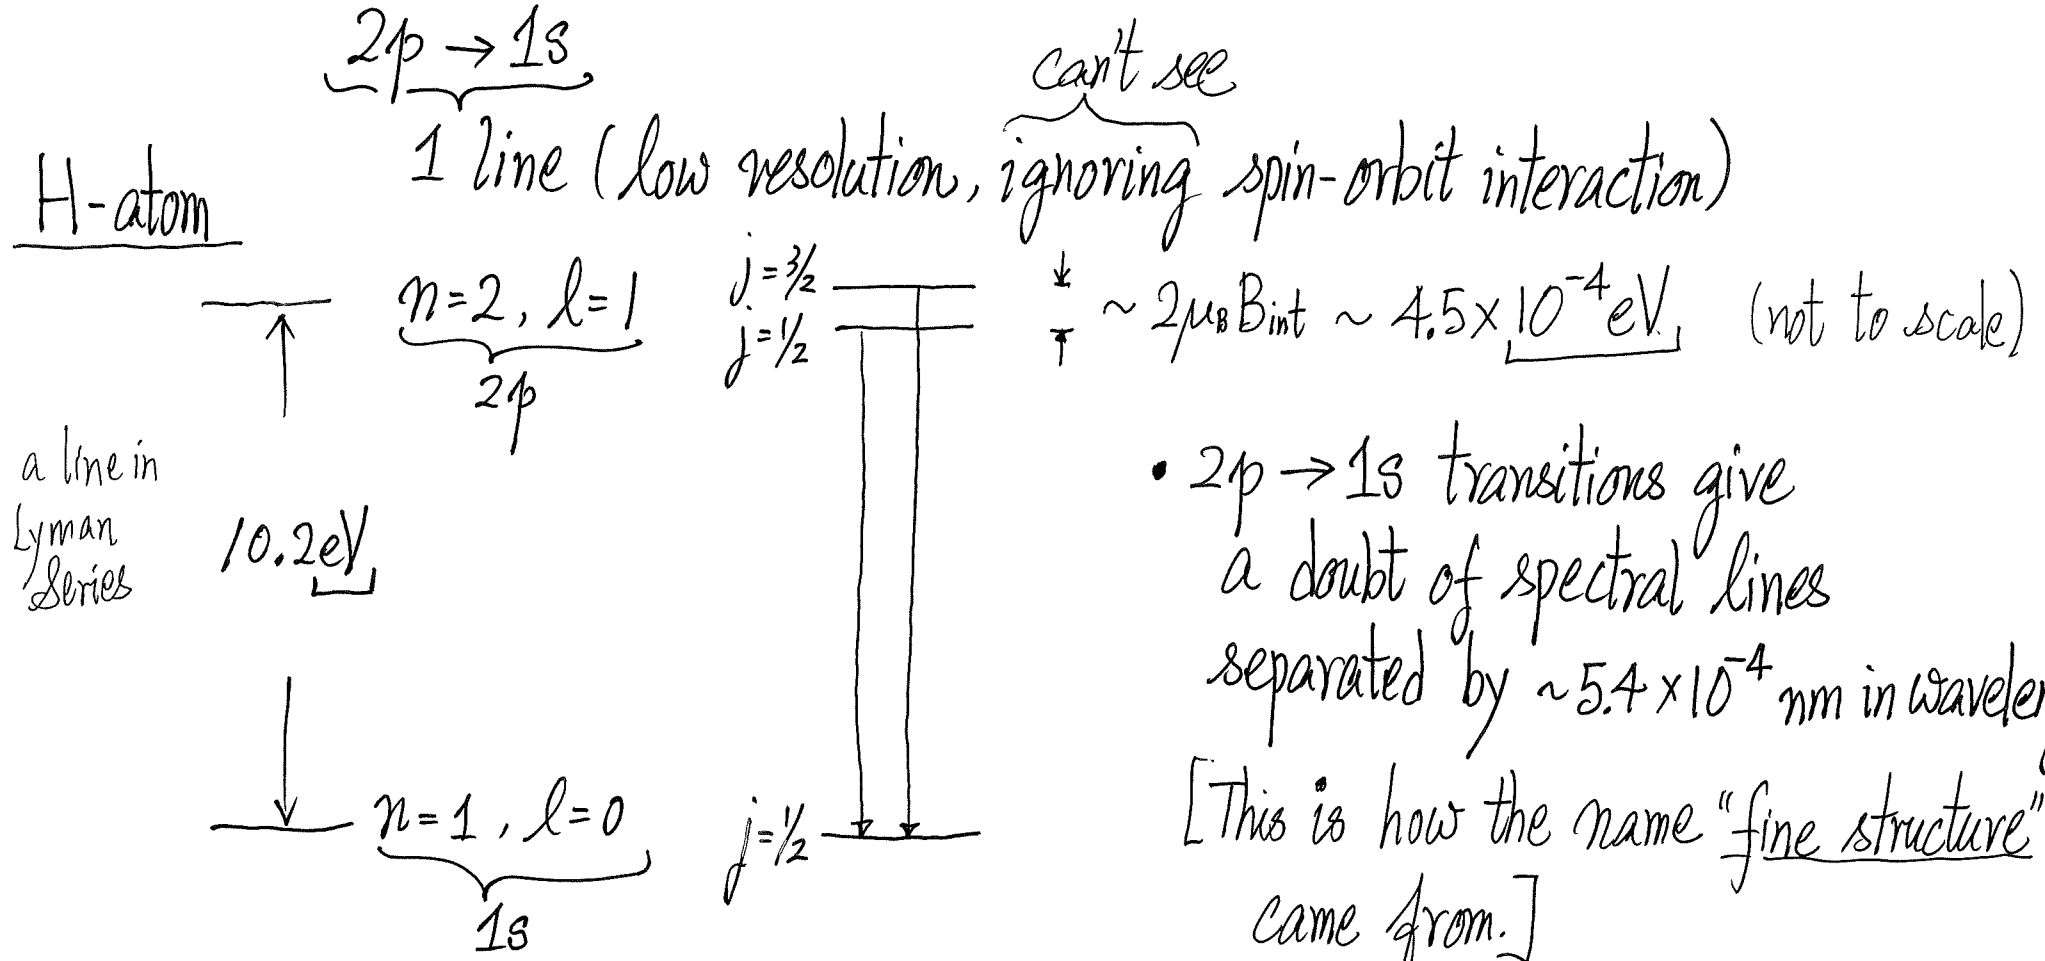 2p → 1s
can't see
1 line (low resolution, ignoring spin-orbit interaction)
H-atom
n=2, l=1
2p
j=3/2
j=1/2
~ 2μ_B B_int ~ 4.5×10⁻⁴ eV (not to scale)
a line in
Lyman
Series
10.2eV
• 2p → 1s transitions give
a doubt of spectral lines
separated by ~5.4×10⁻⁴ nm in wavele
n=1, l=0
1s
j=1/2
[This is how the name "fine structure"
came from.]